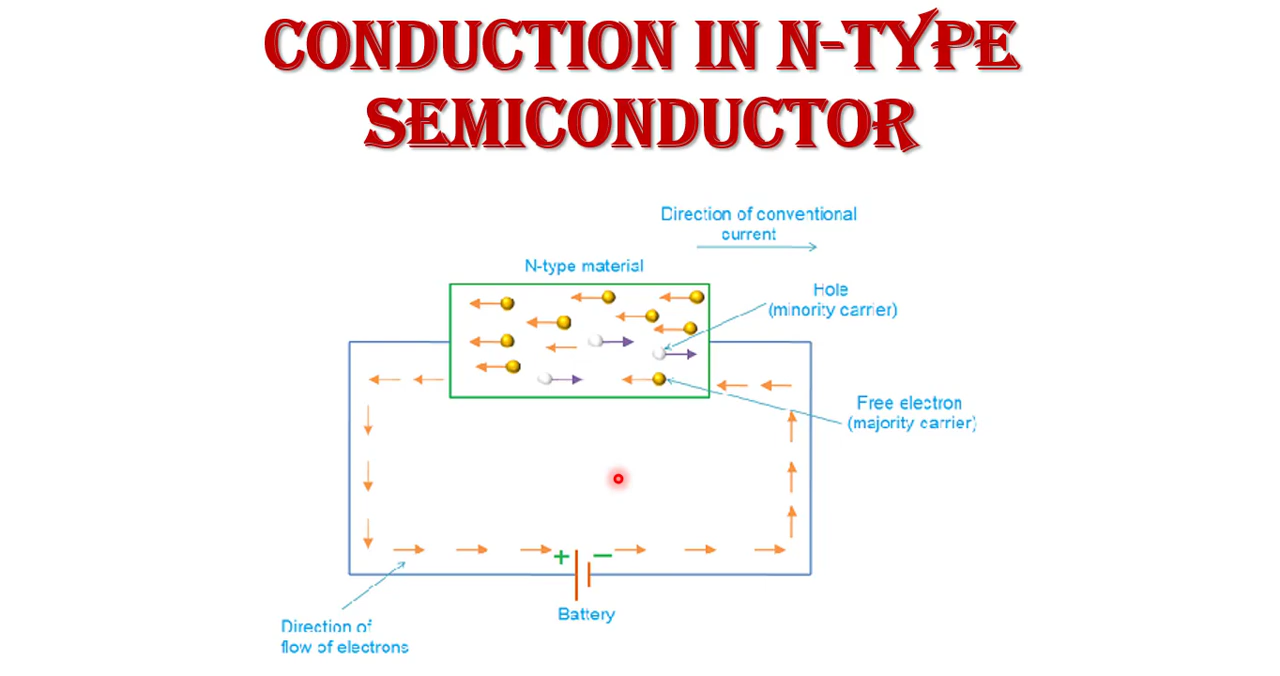 CONDUCTION IN N-TYPE
SEMICONDUCTOR
Direction of conventional
current
N-type material
Hole
(minority carrier)
Free electron
(majority carrier)
+ −
Battery
Direction of
flow of electrons